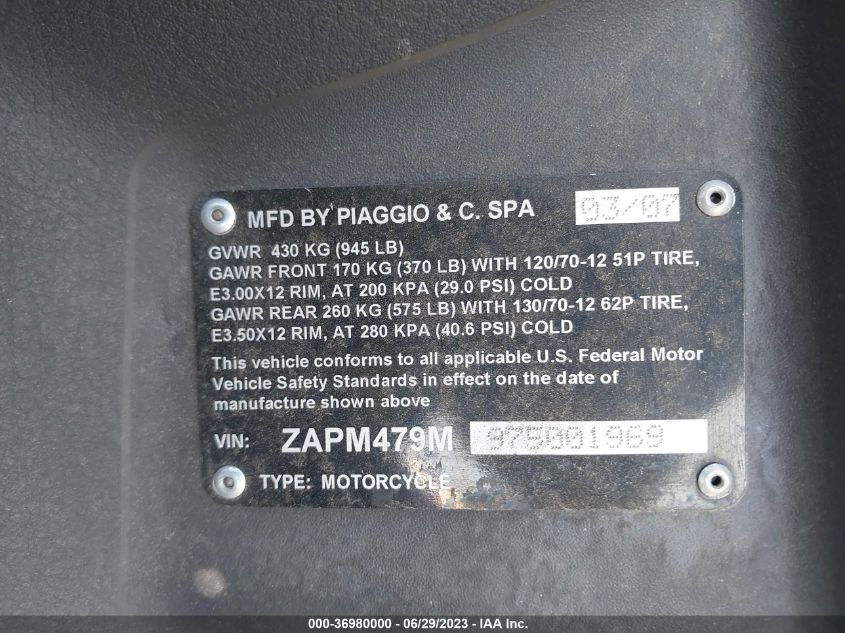 MFD BY PIAGGIO & C. SPA 03/07
GVWR 430 KG (945 LB)
GAWR FRONT 170 KG (370 LB) WITH 120/70-12 51P TIRE,
E3.00X12 RIM, AT 200 KPA (29.0 PSI) COLD
GAWR REAR 260 KG (575 LB) WITH 130/70-12 62P TIRE,
E3.50X12 RIM, AT 280 KPA (40.6 PSI) COLD
This vehicle conforms to all applicable U.S. Federal Motor
Vehicle Safety Standards in effect on the date of
manufacture shown above
VIN: ZAPM479M 975001969
TYPE: MOTORCYCLE
000-36980000 - 06/29/2023 - IAA Inc.